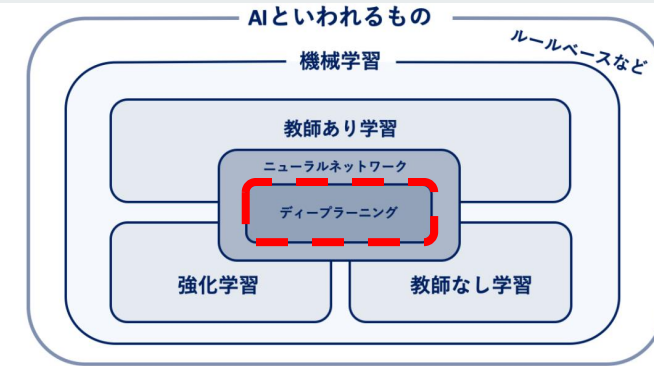 AIといわれるもの
ルールベースなど
機械学習
教師あり学習
ニューラルネットワーク
ディープラーニング
強化学習
教師なし学習